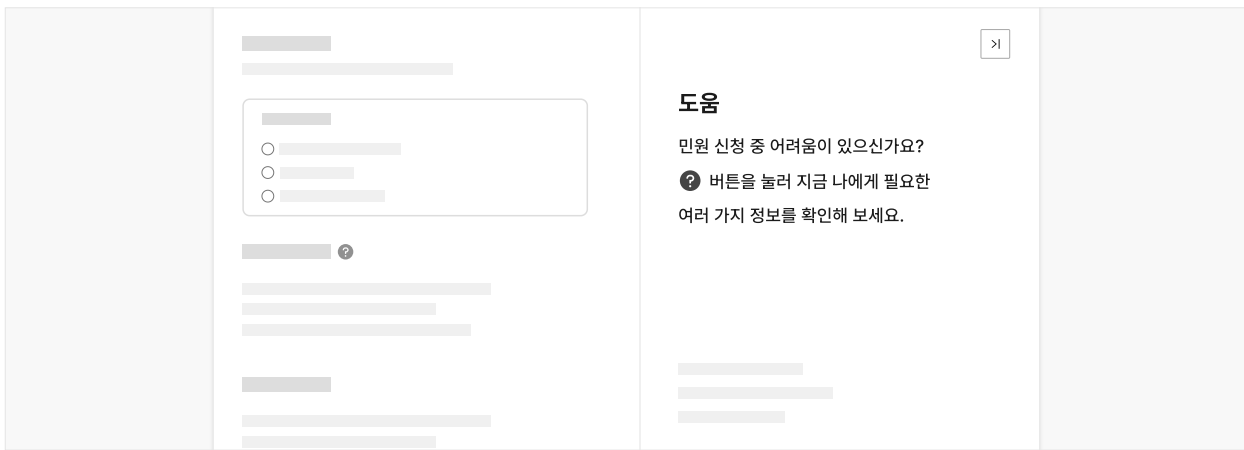 도움
민원 신청 중 어려움이 있으신가요?
? 버튼을 눌러 지금 나에게 필요한
여러 가지 정보를 확인해 보세요.
?